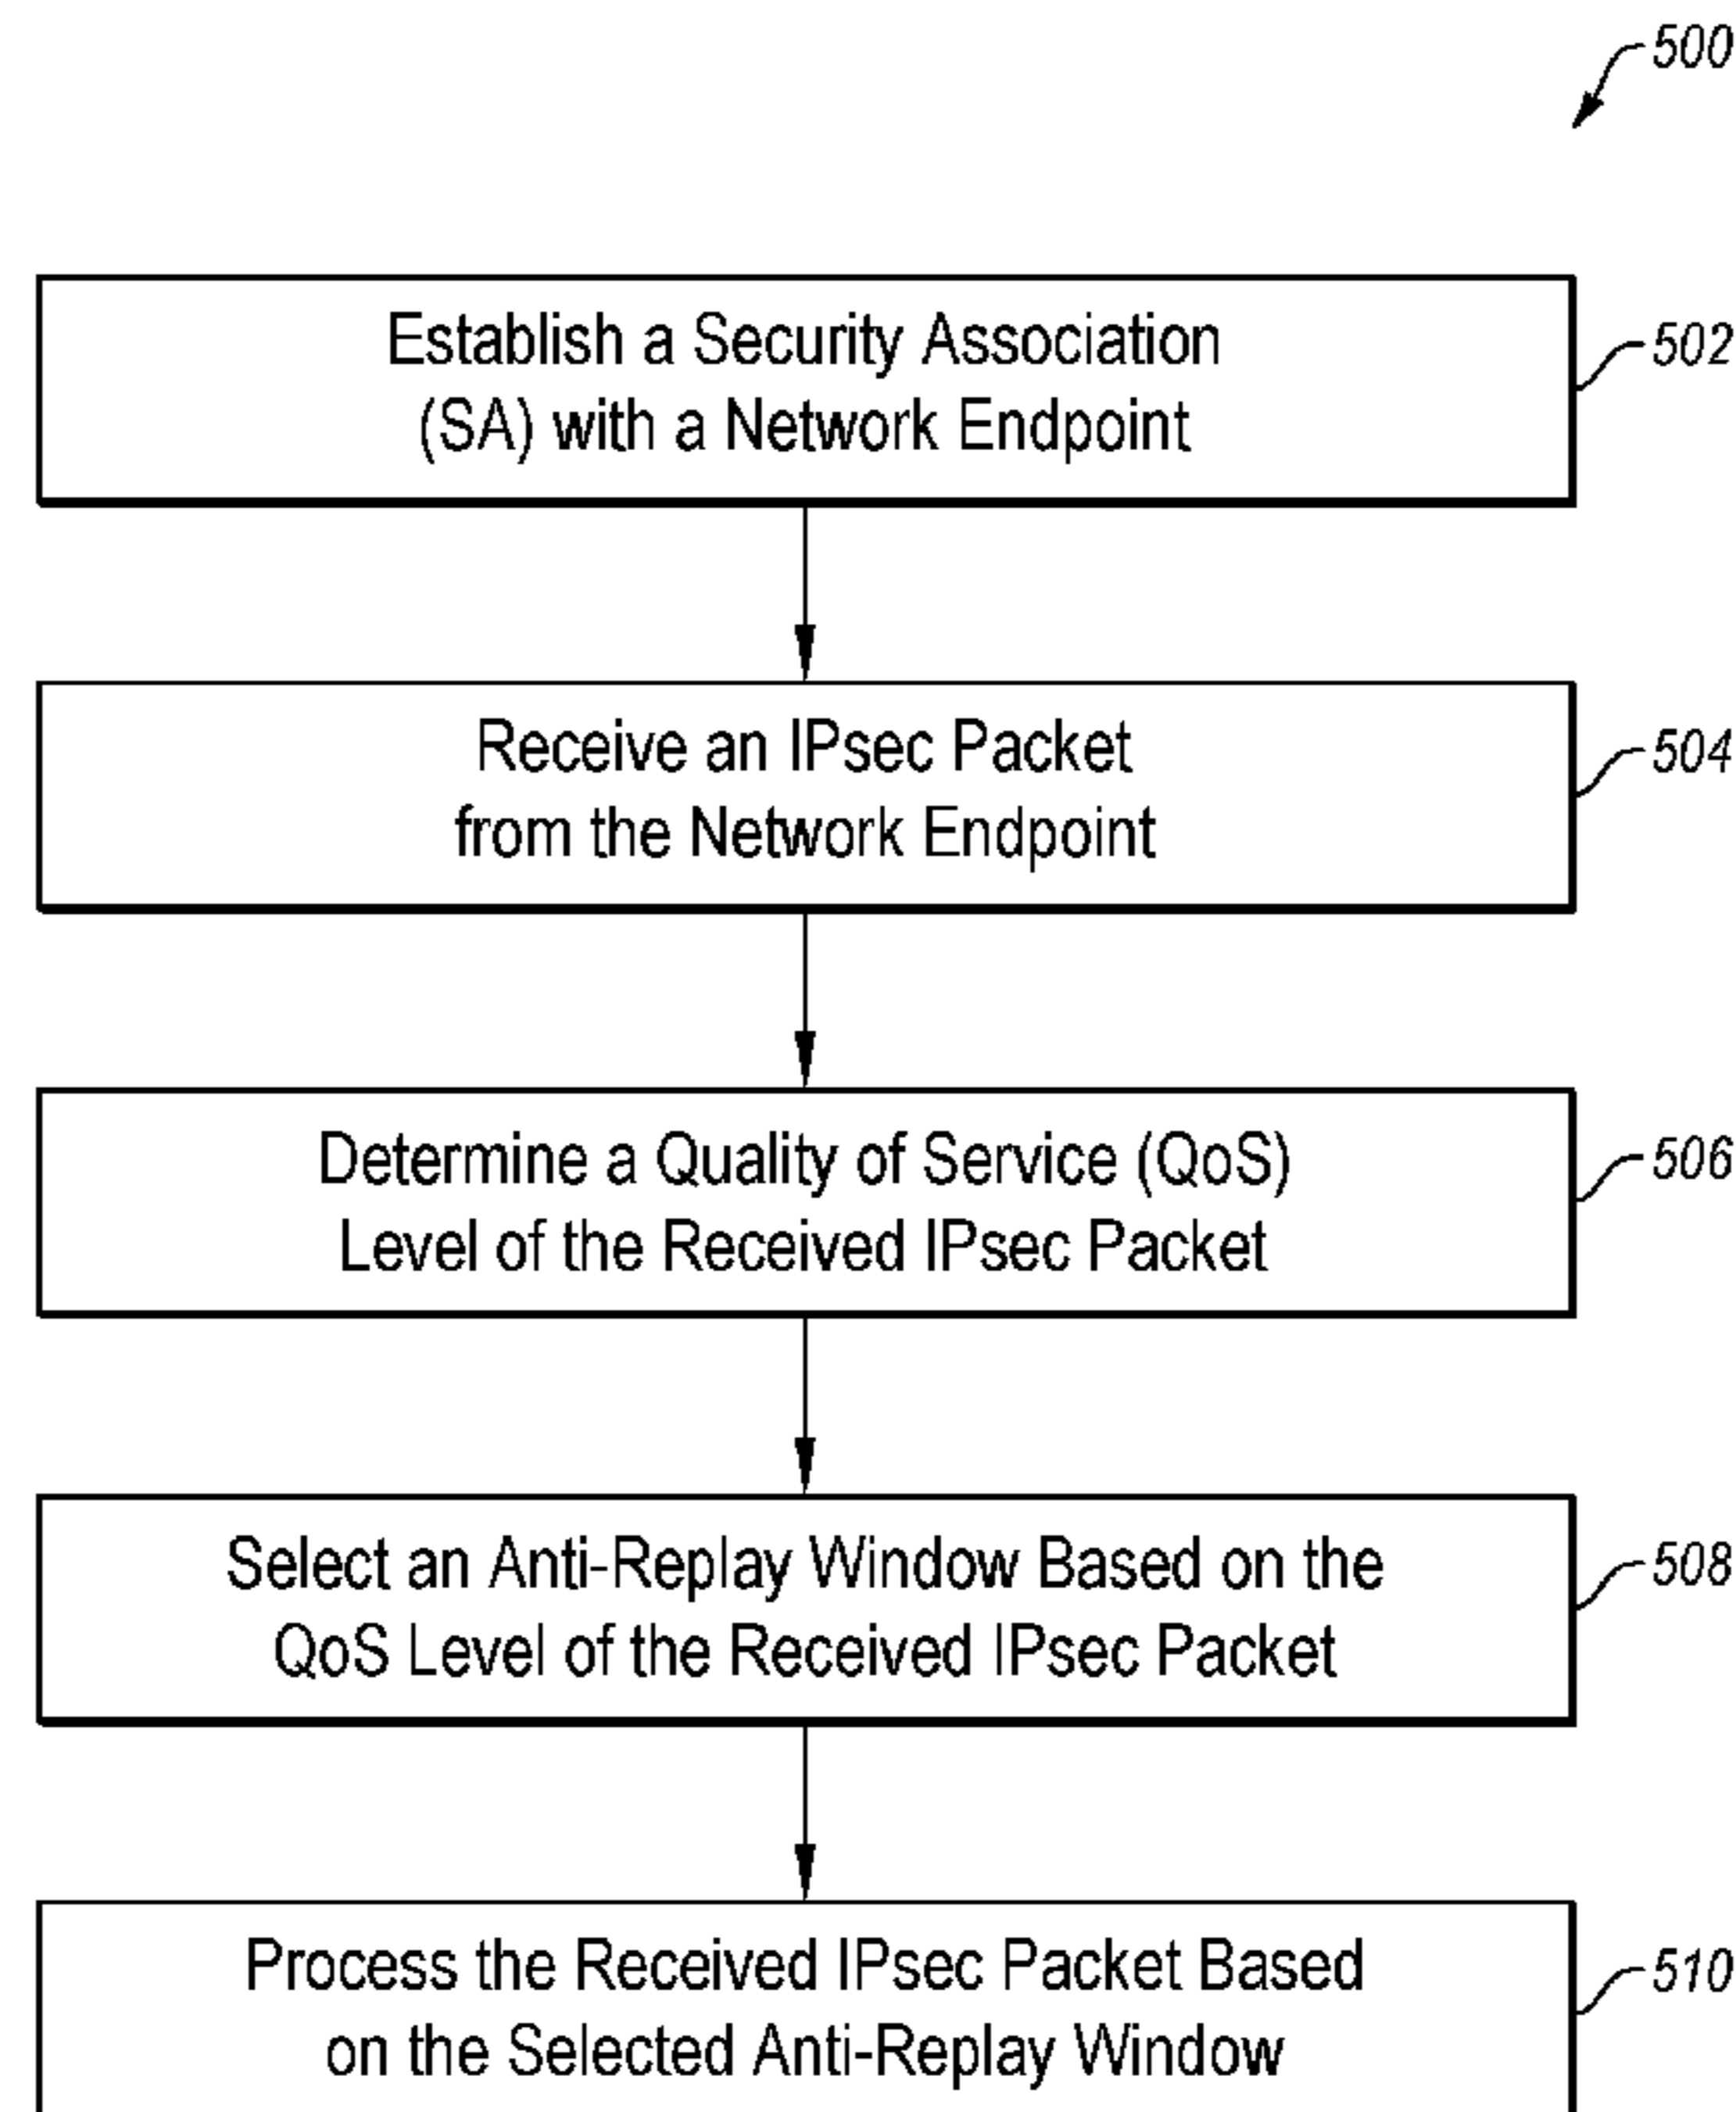 500
Establish a Security Association
(SA) with a Network Endpoint
502
Receive an IPsec Packet
from the Network Endpoint
504
Determine a Quality of Service (QoS)
Level of the Received IPsec Packet
506
Select an Anti-Replay Window Based on the
QoS Level of the Received IPsec Packet
508
Process the Received IPsec Packet Based
on the Selected Anti-Replay Window
510